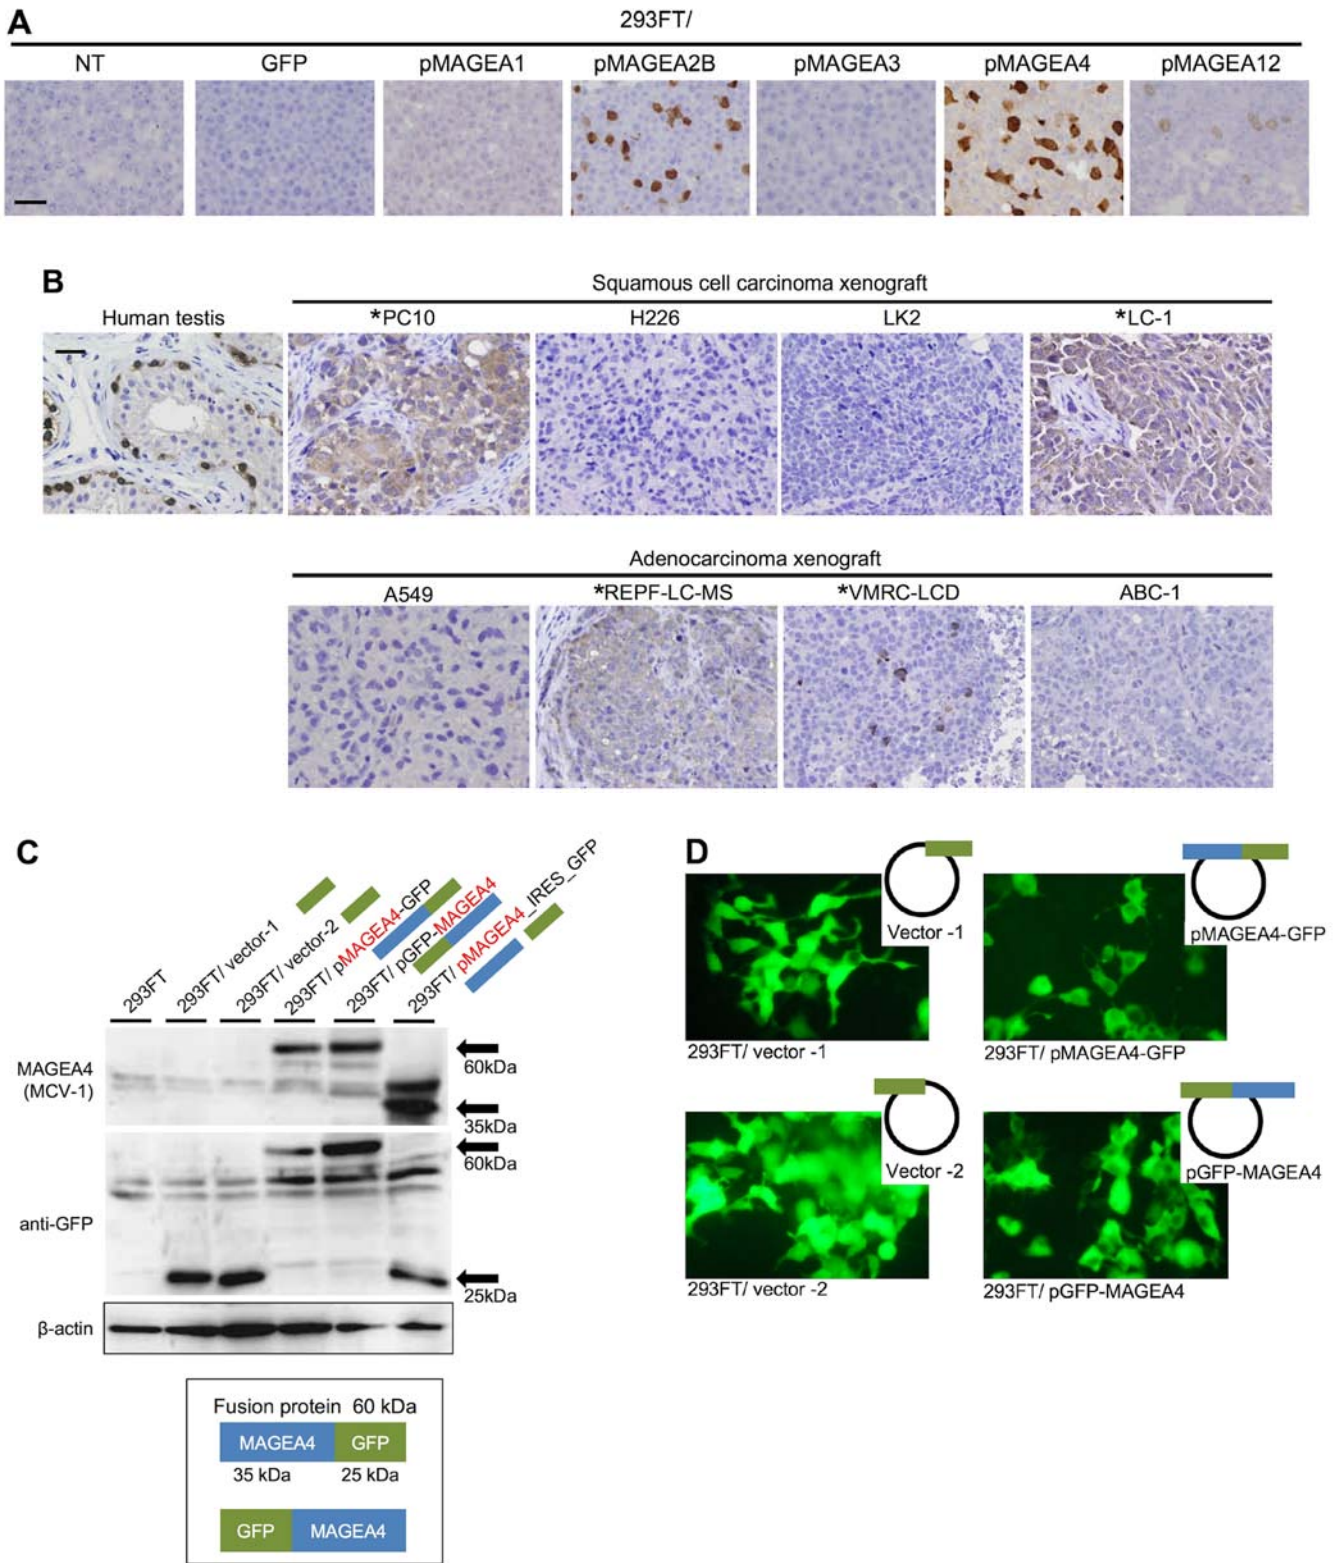 A
293FT/
NT GFP pMAGEA1 pMAGEA2B pMAGEA3 pMAGEA4 pMAGEA12
B
Squamous cell carcinoma xenograft
Human testis *PC10 H226 LK2 *LC-1
Adenocarcinoma xenograft
A549 *REPF-LC-MS *VMRC-LCD ABC-1
C
293FT
293FT/ vector-1
293FT/ vector-2
293FT/ pMAGEA4-GFP
293FT/ pGFP-MAGEA4
293FT/ pMAGEA4_IRES_GFP
MAGEA4
(MCV-1)
60kDa
35kDa
60kDa
anti-GFP
25kDa
β-actin
Fusion protein 60 kDa
MAGEA4 GFP
35 kDa 25 kDa
GFP MAGEA4
D
Vector -1
293FT/ vector -1
pMAGEA4-GFP
293FT/ pMAGEA4-GFP
Vector -2
293FT/ vector -2
pGFP-MAGEA4
293FT/ pGFP-MAGEA4